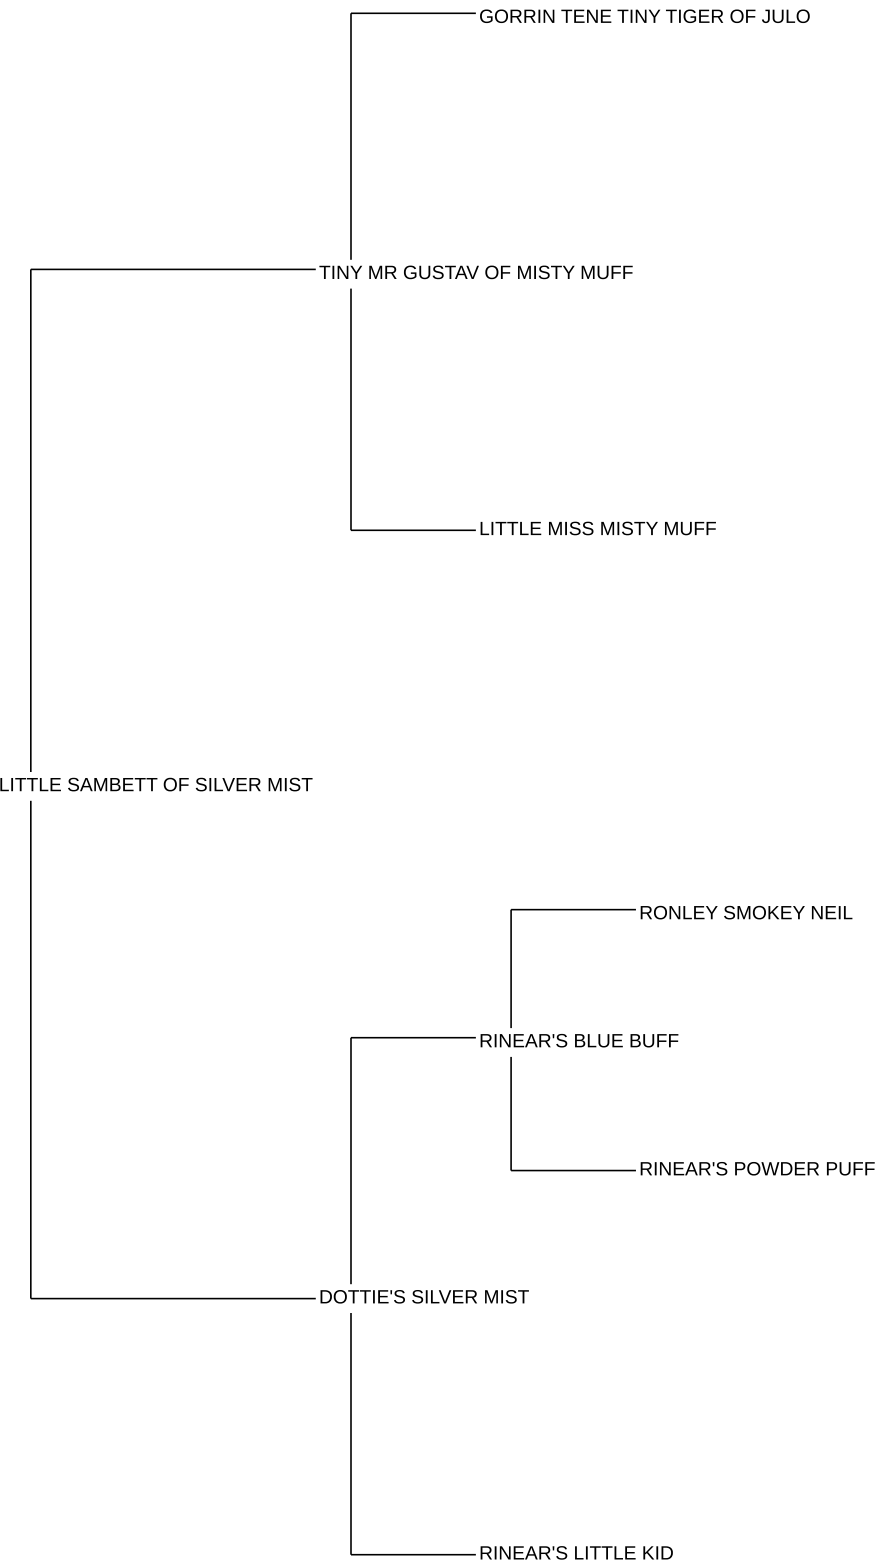 GORRIN TENE TINY TIGER OF JULO
TINY MR GUSTAV OF MISTY MUFF
LITTLE MISS MISTY MUFF
LITTLE SAMBETT OF SILVER MIST
RONLEY SMOKEY NEIL
RINEAR'S BLUE BUFF
RINEAR'S POWDER PUFF
DOTTIE'S SILVER MIST
RINEAR'S LITTLE KID